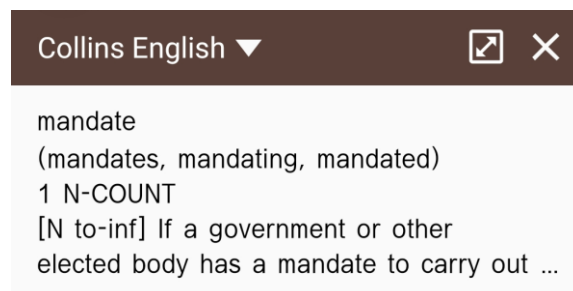 Collins English ▼
mandate
(mandates, mandating, mandated)
1 N-COUNT
[N to-inf] If a government or other
elected body has a mandate to carry out ...